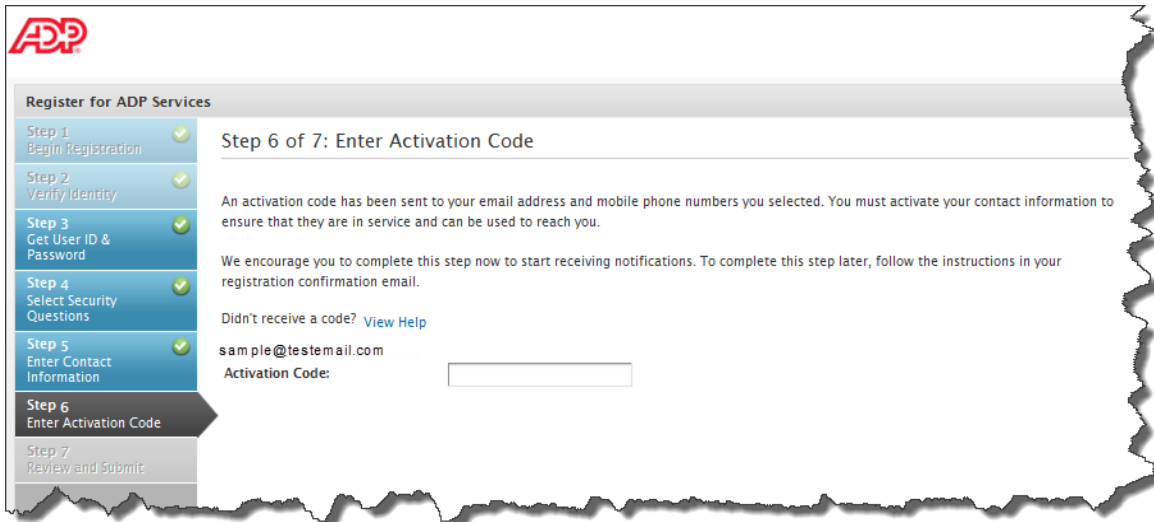 ADP
Register for ADP Services
Step 1
Begin Registration
Step 2
Verify Identity
Step 3
Get User ID &
Password
Step 4
Select Security
Questions
Step 5
Enter Contact
Information
Step 6
Enter Activation Code
Step 7
Review and Submit
Step 6 of 7: Enter Activation Code
An activation code has been sent to your email address and mobile phone numbers you selected. You must activate your contact information to
ensure that they are in service and can be used to reach you.
We encourage you to complete this step now to start receiving notifications. To complete this step later, follow the instructions in your
registration confirmation email.
Didn't receive a code? View Help
sample@testemail.com
Activation Code: